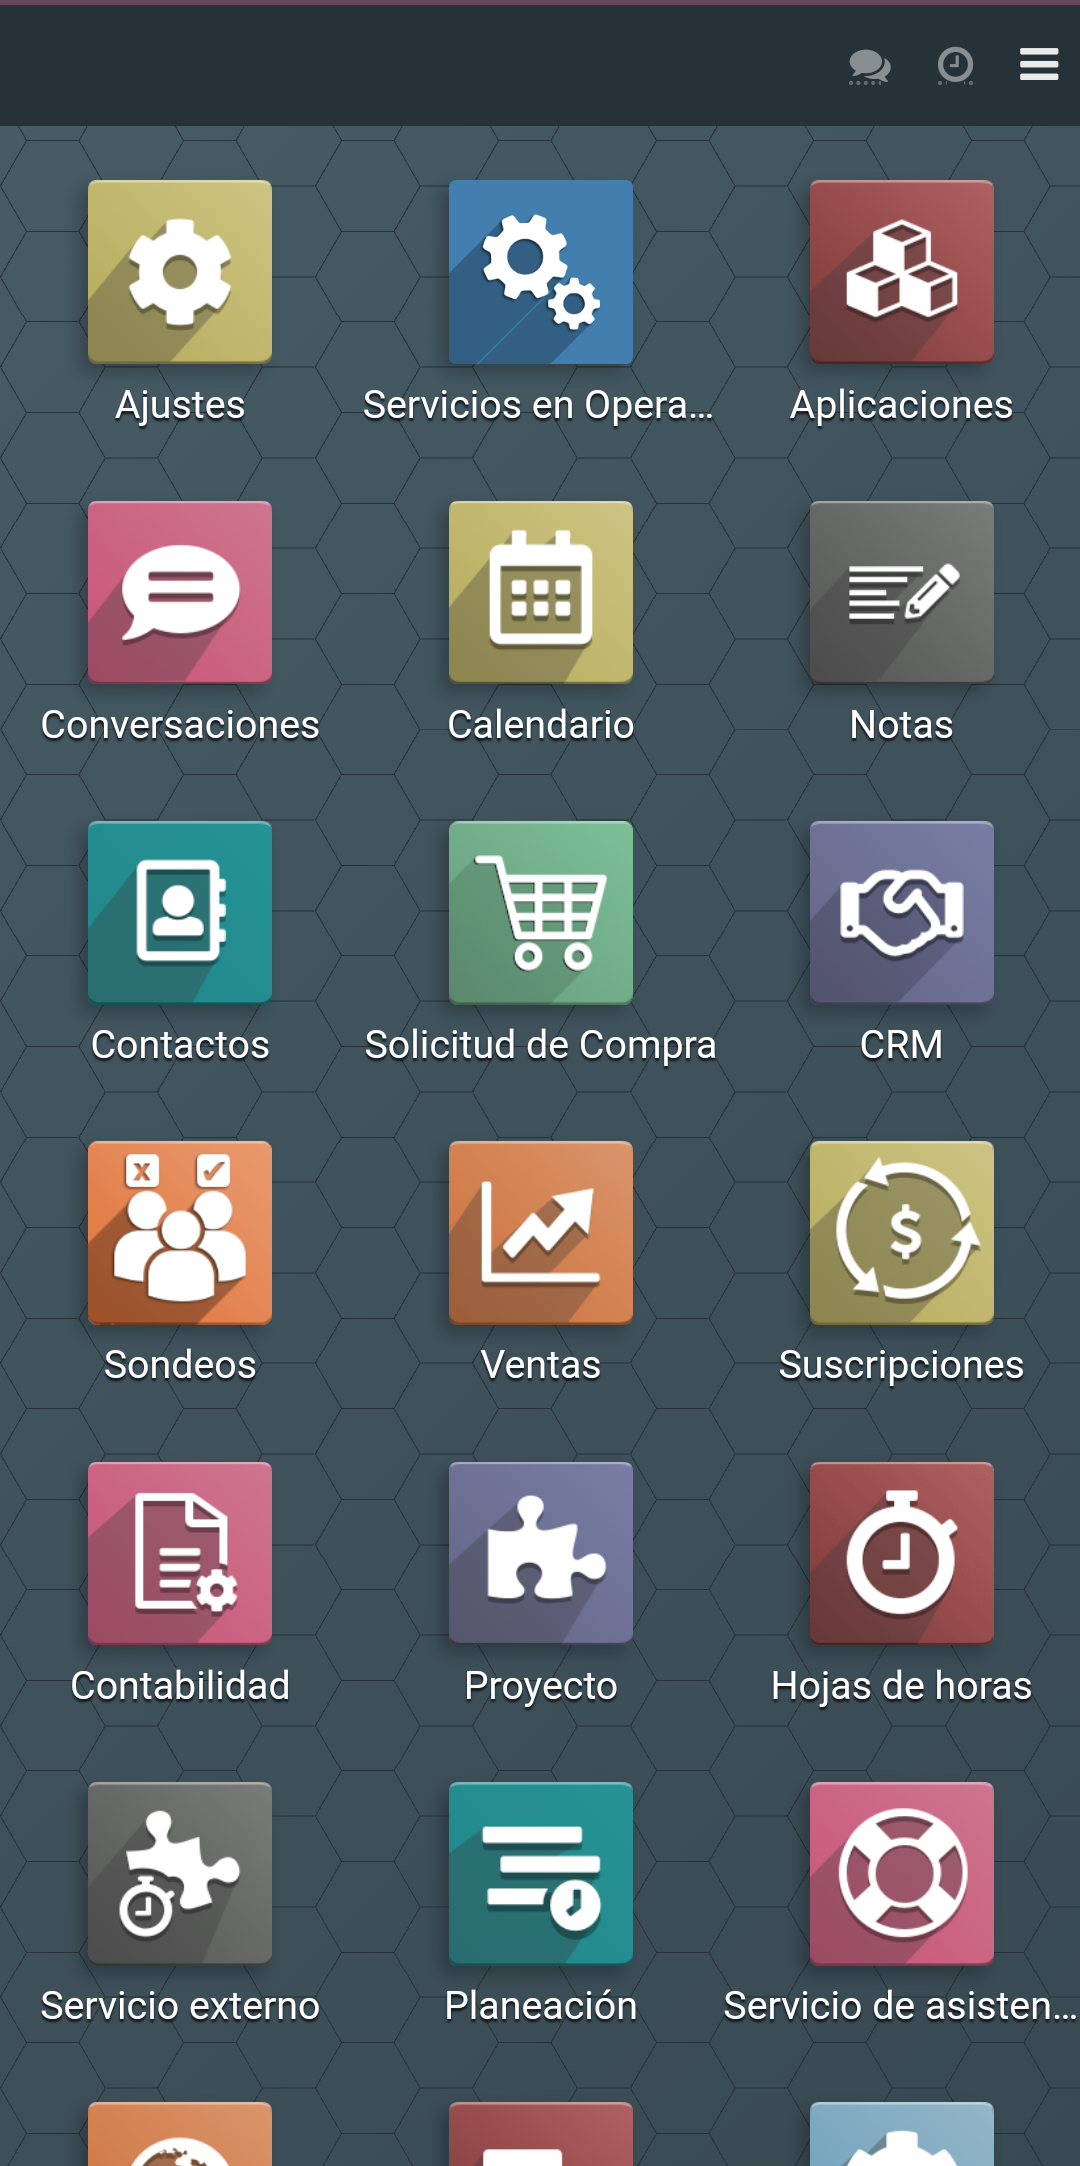 Ajustes
Servicios en Opera...
Aplicaciones
Conversaciones
Calendario
Notas
Contactos
Solicitud de Compra
CRM
Sondeos
Ventas
Suscripciones
Contabilidad
Proyecto
Hojas de horas
Servicio externo
Planeación
Servicio de asisten...